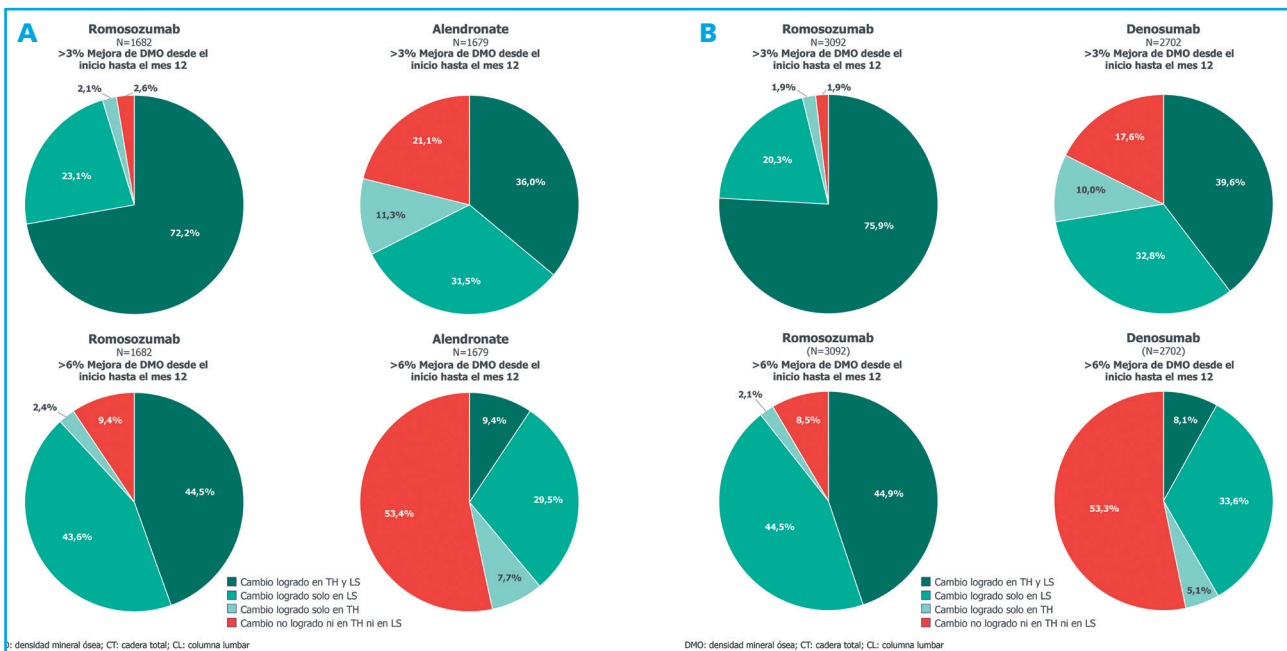 A
Romosozumab
N=1682
>3% Mejora de DMO desde el
inicio hasta el mes 12
2,1%
2,6%
23,1%
72,2%
Alendronate
N=1679
>3% Mejora de DMO desde el
inicio hasta el mes 12
21,1%
36,0%
11,3%
31,5%
Romosozumab
N=1682
>6% Mejora de DMO desde el
inicio hasta el mes 12
2,4%
9,4%
44,5%
43,6%
Alendronate
N=1679
>6% Mejora de DMO desde el
inicio hasta el mes 12
9,4%
29,5%
53,4%
7,7%
Cambio logrado en TH y LS
Cambio logrado solo en LS
Cambio logrado solo en TH
Cambio no logrado ni en TH ni en LS
: densidad mineral ósea; CT: cadera total; CL: columna lumbar
B
Romosozumab
N=3092
>3% Mejora de DMO desde el
inicio hasta el mes 12
1,9%
1,9%
20,3%
75,9%
Denosumab
N=2702
>3% Mejora de DMO desde el
inicio hasta el mes 12
17,6%
39,6%
10,0%
32,8%
Romosozumab
(N=3092)
>6% Mejora de DMO desde el
inicio hasta el mes 12
2,1%
8,5%
44,9%
44,5%
Denosumab
(N=2702)
>6% Mejora de DMO desde el
inicio hasta el mes 12
8,1%
33,6%
53,3%
5,1%
Cambio logrado en TH y LS
Cambio logrado solo en LS
Cambio logrado solo en TH
Cambio no logrado ni en TH ni en LS
DMO: densidad mineral ósea; CT: cadera total; CL: columna lumbar